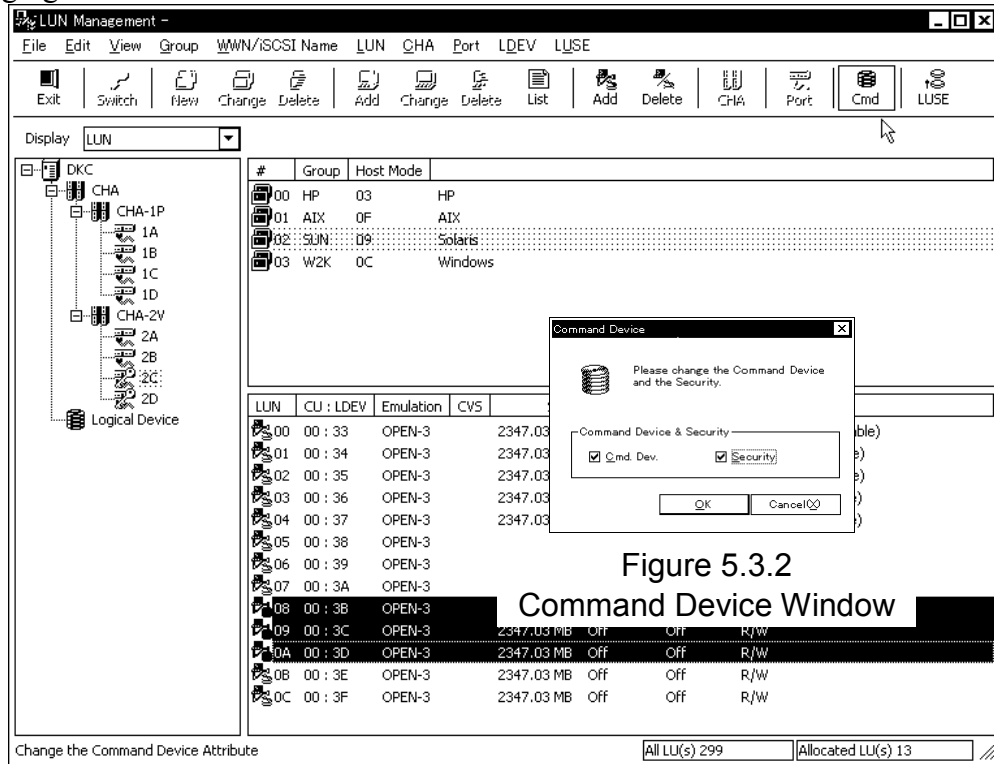 LUN Management -
File Edit View Group WWN/iSCSI Name LUN CHA Port LDEV LUSE
Exit Switch New Change Delete Add Change Delete List Add Delete CHA Port Cmd LUSE
Display LUN
DKC
CHA
CHA-1P
1A
1B
1C
1D
CHA-2V
2A
2B
2C
2D
Logical Device
# Group Host Mode
00 HP 03 HP
01 AIX 0F AIX
02 SUN 09 Solaris
03 W2K 0C Windows
Command Device
Please change the Command Device
and the Security.
Command Device & Security
Cmd. Dev. Security
OK Cancel(X)
LUN CU : LDEV Emulation CVS
00 00 : 33 OPEN-3 2347.03 ble)
01 00 : 34 OPEN-3 2347.03 e)
02 00 : 35 OPEN-3 2347.03 e)
03 00 : 36 OPEN-3 2347.03 e)
04 00 : 37 OPEN-3 2347.03 e)
05 00 : 38 OPEN-3
06 00 : 39 OPEN-3
07 00 : 3A OPEN-3
08 00 : 3B OPEN-3
09 00 : 3C OPEN-3 2347.03 MB Off Off R/W
0A 00 : 3D OPEN-3 2347.03 MB Off Off R/W
0B 00 : 3E OPEN-3 2347.03 MB Off Off R/W
0C 00 : 3F OPEN-3 2347.03 MB Off Off R/W
Figure 5.3.2
Command Device Window
Change the Command Device Attribute All LU(s) 299 Allocated LU(s) 13